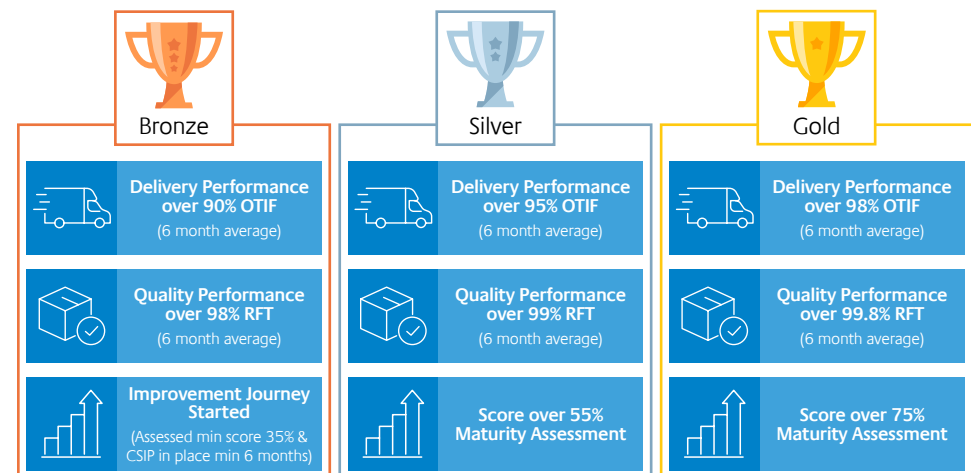 Bronze
Delivery Performance
over 90% OTIF
(6 month average)
Quality Performance
over 98% RFT
(6 month average)
Improvement Journey
Started
(Assessed min score 35% &
CSIP in place min 6 months)
Silver
Delivery Performance
over 95% OTIF
(6 month average)
Quality Performance
over 99% RFT
(6 month average)
Score over 55%
Maturity Assessment
Gold
Delivery Performance
over 98% OTIF
(6 month average)
Quality Performance
over 99.8% RFT
(6 month average)
Score over 75%
Maturity Assessment